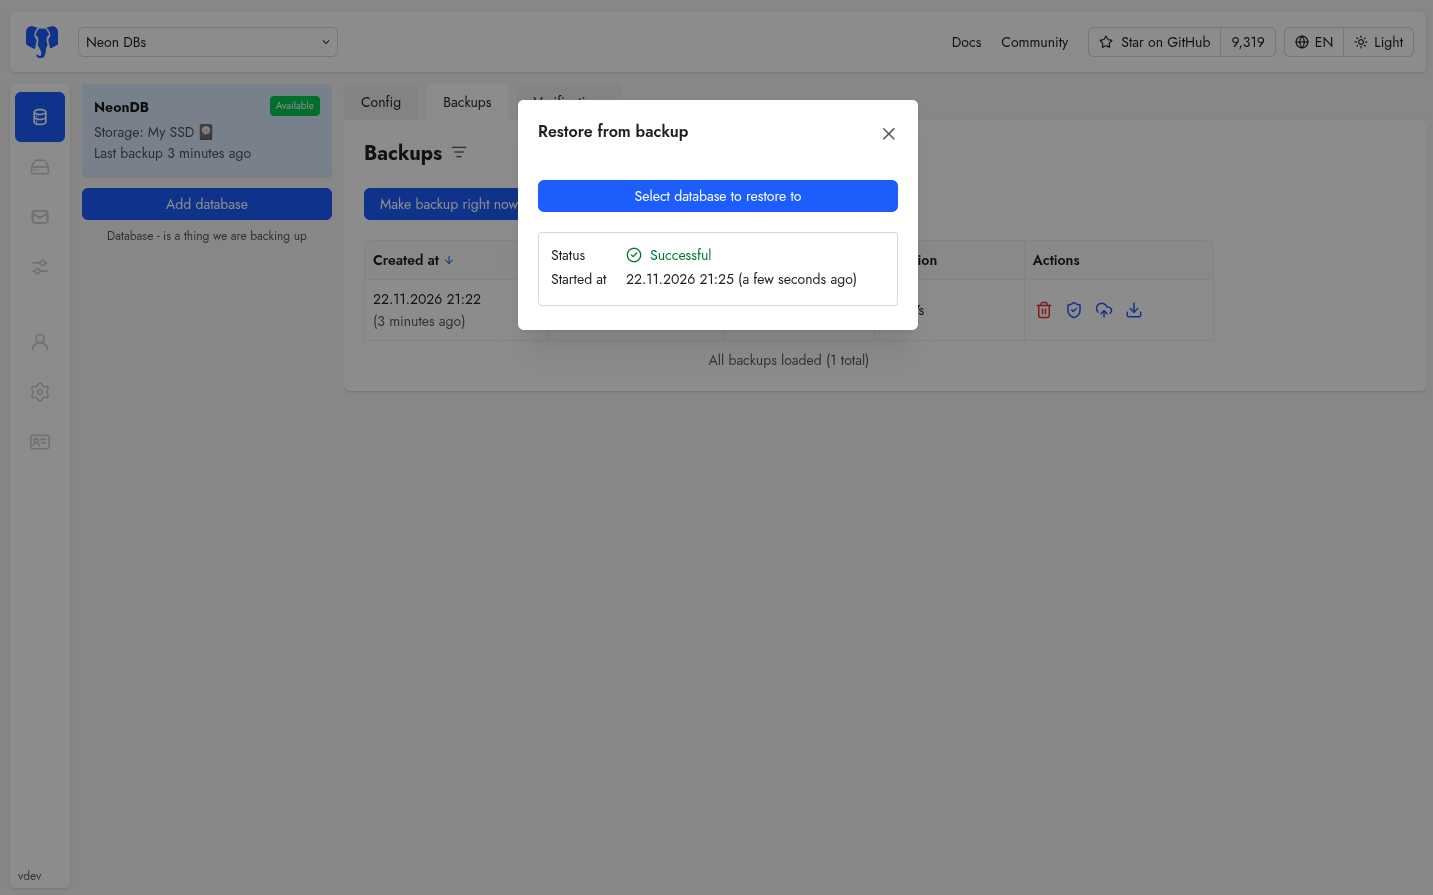 Neon DBs
Docs
Community
Star on GitHub
9,319
EN
Light
NeonDB
Available
Storage: My SSD
Last backup 3 minutes ago
Add database
Database - is a thing we are backing up
Config
Backups
Backups
Make backup right now
Restore from backup
Select database to restore to
Status
Successful
Started at
22.11.2026 21:25 (a few seconds ago)
Created at
Actions
22.11.2026 21:22
(3 minutes ago)
All backups loaded (1 total)
vdev